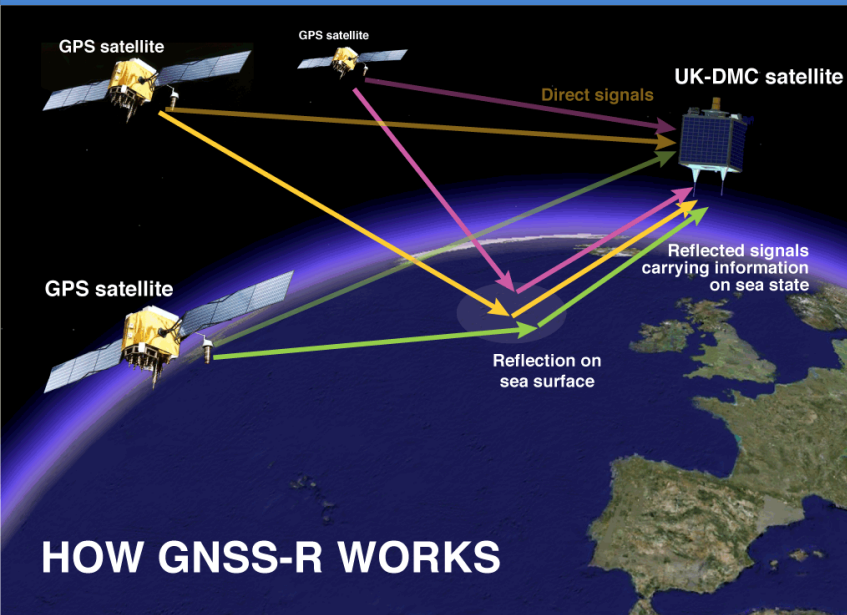 GPS satellite
GPS satellite
UK-DMC satellite
Direct signals
Reflected signals
carrying information
on sea state
GPS satellite
Reflection on
sea surface
HOW GNSS-R WORKS